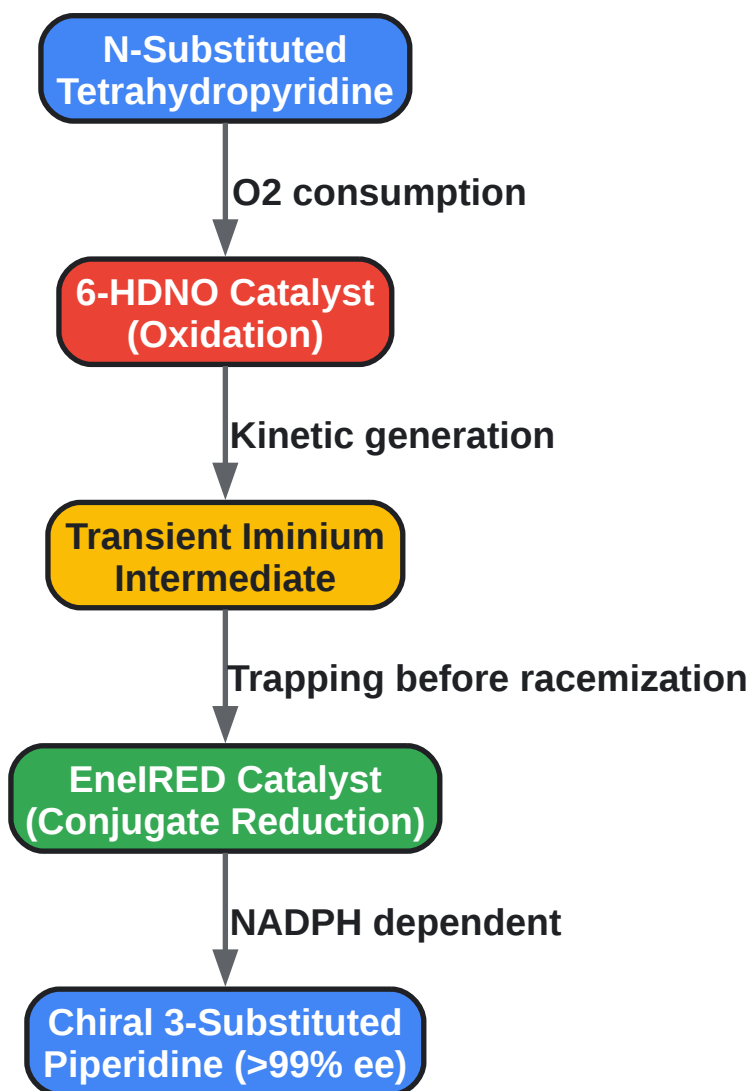 N-Substituted
Tetrahydropyridine
O2 consumption
6-HDNO Catalyst
(Oxidation)
Kinetic generation
Transient Iminium
Intermediate
Trapping before racemization
EneIRED Catalyst
(Conjugate Reduction)
NADPH dependent
Chiral 3-Substituted
Piperidine (>99% ee)